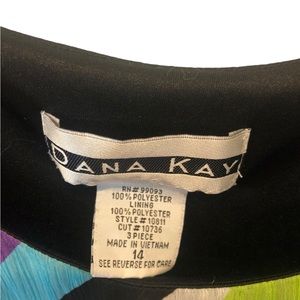 DANA KAY
RN# 99093
100% POLYESTER
LINING
100% POLYESTER
STYLE# 10811
CUT# 10736
3 PIECE
MADE IN VIETNAM
14
SEE REVERSE FOR CARE